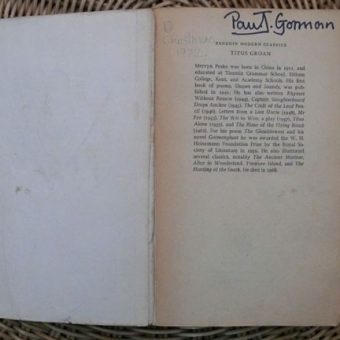 Paul J. Gorman
Christmas
1972.
PENGUIN MODERN CLASSICS
TITUS GROAN
Mervyn Peake was born in China in 1911, and
educated at Tientsin Grammar School, Eltham
College, Kent, and Academy Schools. His first
book of poems, Shapes and Sounds, was pub-
lished in 1941. He has also written Rhymes
Without Reason (1944), Captain Slaughterboard
Drops Anchor (1945), The Craft of the Lead Pen-
cil (1946), Letters from a Lost Uncle (1948), Mr
Pye (1953), The Wit to Woo, a play (1957), Titus
Alone (1959), and The Rime of the Flying Bomb
(1962). For his poem The Glassblowers and his
novel Gormenghast he was awarded the W. H.
Heinemann Foundation Prize by the Royal So-
ciety of Literature in 1950. He also illustrated
several classics, notably The Ancient Mariner,
Alice in Wonderland, Treasure Island, and The
Hunting of the Snark. He died in 1968.